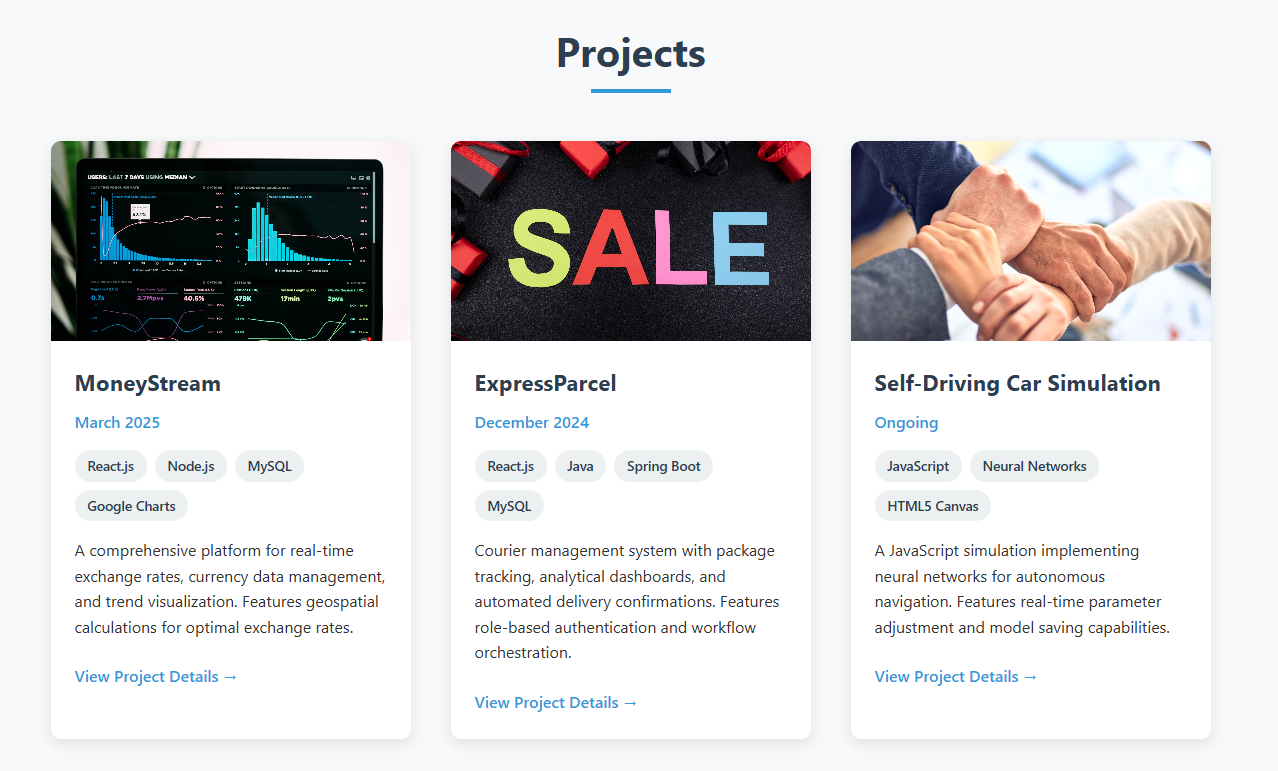 Projects
USERS: LAST 7 DAYS USING MEDIAN
0.7s
2.7Mpvs
40.6%
479K
17min
2pvs
SALE
MoneyStream
March 2025
React.js Node.js MySQL
Google Charts
A comprehensive platform for real-time
exchange rates, currency data management,
and trend visualization. Features geospatial
calculations for optimal exchange rates.
View Project Details →
ExpressParcel
December 2024
React.js Java Spring Boot
MySQL
Courier management system with package
tracking, analytical dashboards, and
automated delivery confirmations. Features
role-based authentication and workflow
orchestration.
View Project Details →
Self-Driving Car Simulation
Ongoing
JavaScript Neural Networks
HTML5 Canvas
A JavaScript simulation implementing
neural networks for autonomous
navigation. Features real-time parameter
adjustment and model saving capabilities.
View Project Details →